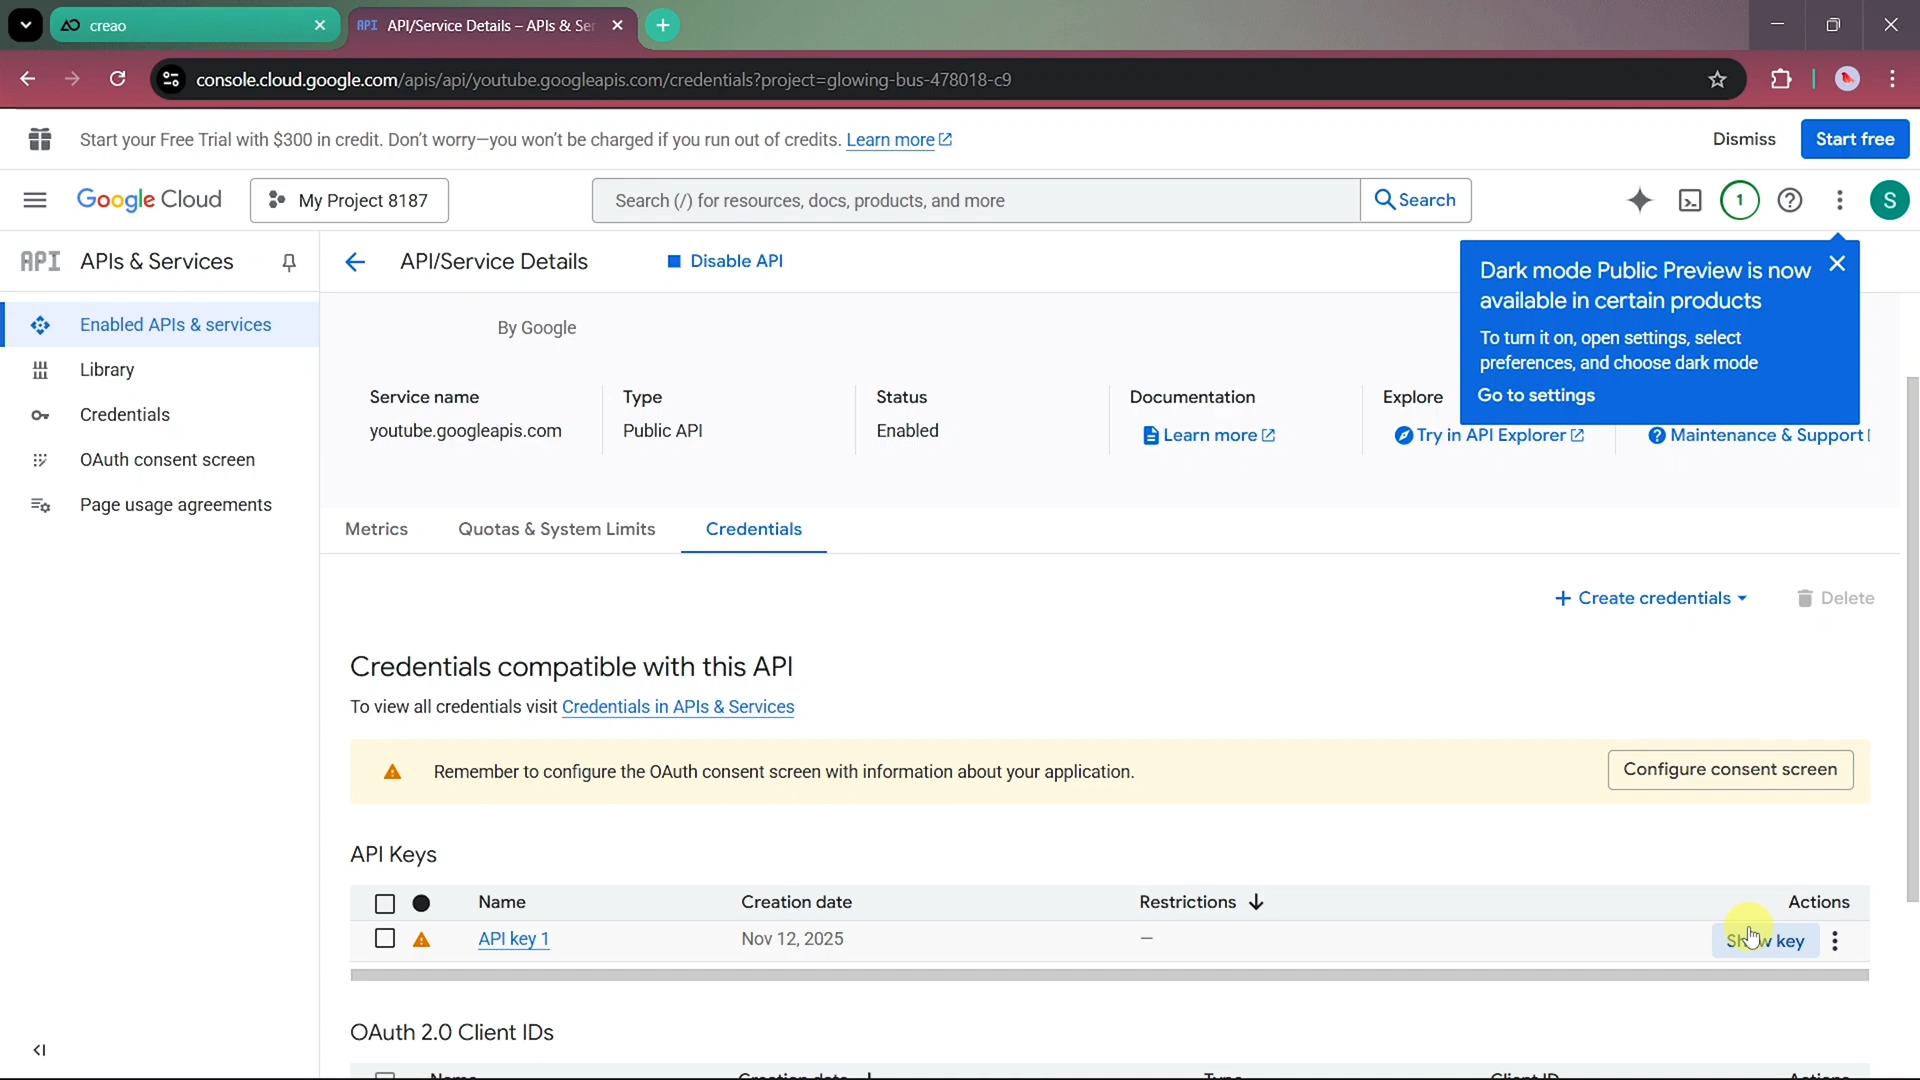 creao
API API/Service Details – APIs & Se
console.cloud.google.com/apis/api/youtube.googleapis.com/credentials?project=glowing-bus-478018-c9
Start your Free Trial with $300 in credit. Don't worry—you won't be charged if you run out of credits. Learn more
Dismiss
Start free
Google Cloud
My Project 8187
Search (/) for resources, docs, products, and more
Search
1
S
API APIs & Services
API/Service Details
Disable API
Dark mode Public Preview is now
available in certain products
To turn it on, open settings, select
preferences, and choose dark mode
Go to settings
Enabled APIs & services
Library
Credentials
OAuth consent screen
Page usage agreements
By Google
Service name
youtube.googleapis.com
Type
Public API
Status
Enabled
Documentation
Learn more
Explore
Try in API Explorer
Maintenance & Support
Metrics
Quotas & System Limits
Credentials
+ Create credentials
Delete
Credentials compatible with this API
To view all credentials visit Credentials in APIs & Services
Remember to configure the OAuth consent screen with information about your application.
Configure consent screen
API Keys
Name Creation date Restrictions Actions
API key 1 Nov 12, 2025 — Show key
OAuth 2.0 Client IDs
Name Creation date Type Client ID Actions